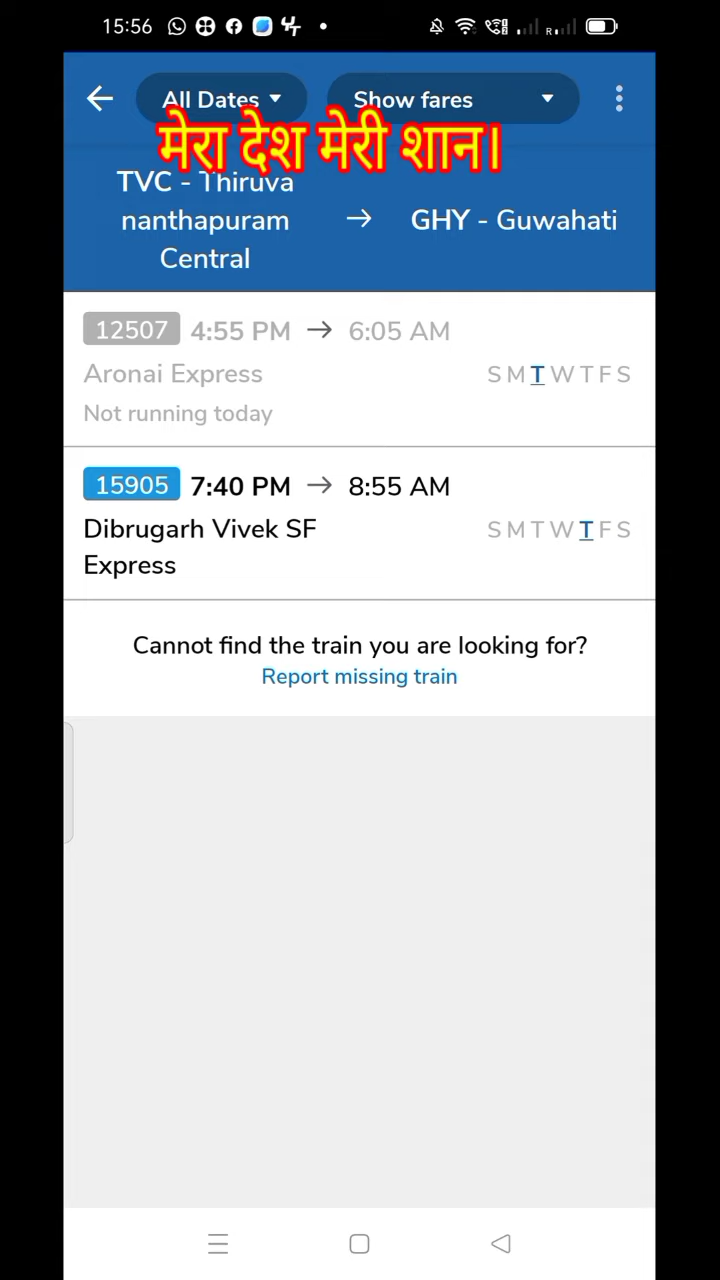 15:56
All Dates
Show fares
मेरा देश मेरी शान।
TVC - Thiruva
nanthapuram
Central
→
GHY - Guwahati
12507 4:55 PM → 6:05 AM
Aronai Express
S M T W T F S
Not running today
15905 7:40 PM → 8:55 AM
Dibrugarh Vivek SF
Express
S M T W T F S
Cannot find the train you are looking for?
Report missing train